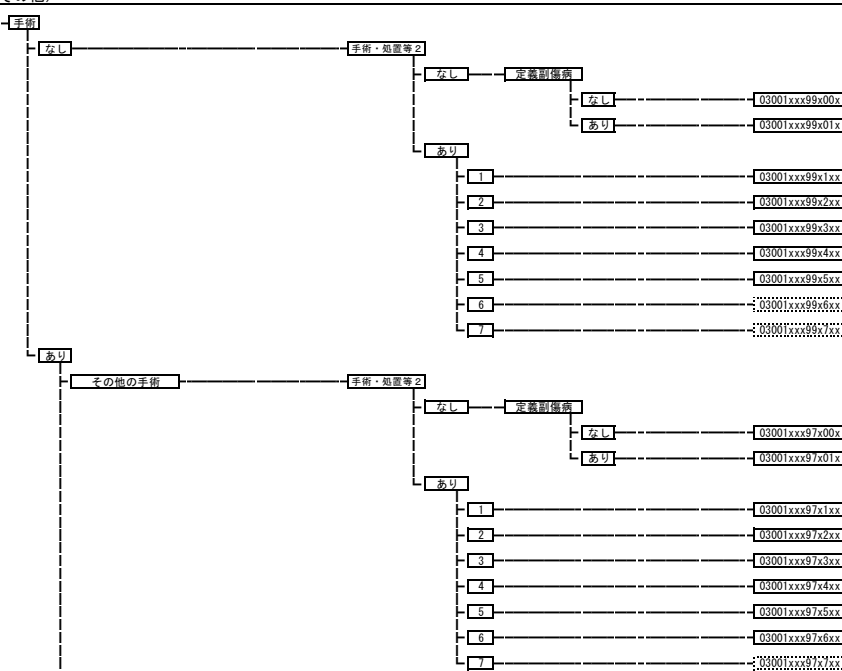 手術
なし 手術・処置等2
なし 定義副傷病
なし 03001xxx99x00x
あり 03001xxx99x01x
あり
1 03001xxx99x1xx
2 03001xxx99x2xx
3 03001xxx99x3xx
4 03001xxx99x4xx
5 03001xxx99x5xx
6 03001xxx99x6xx
7 03001xxx99x7xx
あり
その他の手術 手術・処置等2
なし 定義副傷病
なし 03001xxx97x00x
あり 03001xxx97x01x
あり
1 03001xxx97x1xx
2 03001xxx97x2xx
3 03001xxx97x3xx
4 03001xxx97x4xx
5 03001xxx97x5xx
6 03001xxx97x6xx
7 03001xxx97x7xx